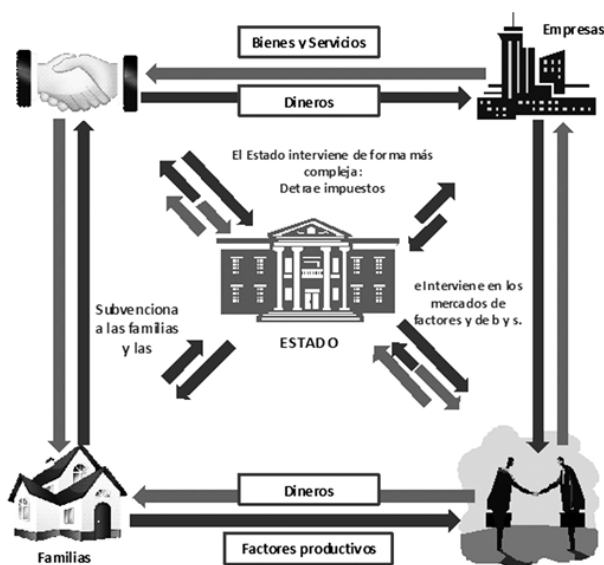 Bienes y Servicios
Empresas
Dineros
El Estado interviene de forma más
compleja:
Detrae impuestos
Subvenciona
a las familias
y las
e Interviene en los
mercados de
factores y de b y s.
ESTADO
Dineros
Factores productivos
Familias